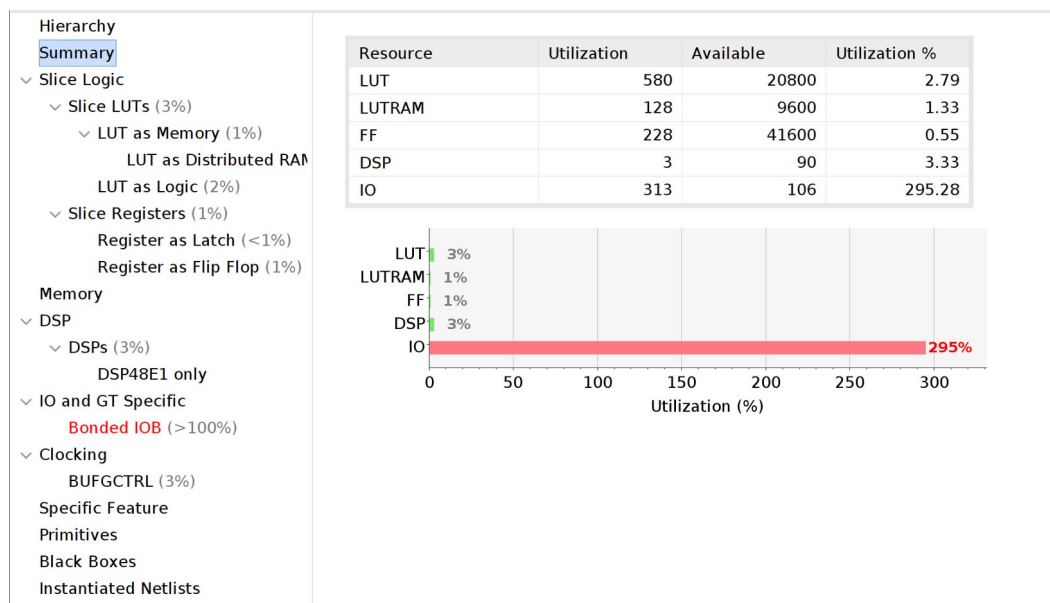 Hierarchy
Summary
Slice Logic
Slice LUTs (3%)
LUT as Memory (1%)
LUT as Distributed RAM
LUT as Logic (2%)
Slice Registers (1%)
Register as Latch (<1%)
Register as Flip Flop (1%)
Memory
DSP
DSPs (3%)
DSP48E1 only
IO and GT Specific
Bonded IOB (>100%)
Clocking
BUFGCTRL (3%)
Specific Feature
Primitives
Black Boxes
Instantiated Netlists
Resource Utilization Available Utilization %
LUT 580 20800 2.79
LUTRAM 128 9600 1.33
FF 228 41600 0.55
DSP 3 90 3.33
IO 313 106 295.28
LUT 3%
LUTRAM 1%
FF 1%
DSP 3%
IO 295%
0 50 100 150 200 250 300
Utilization (%)